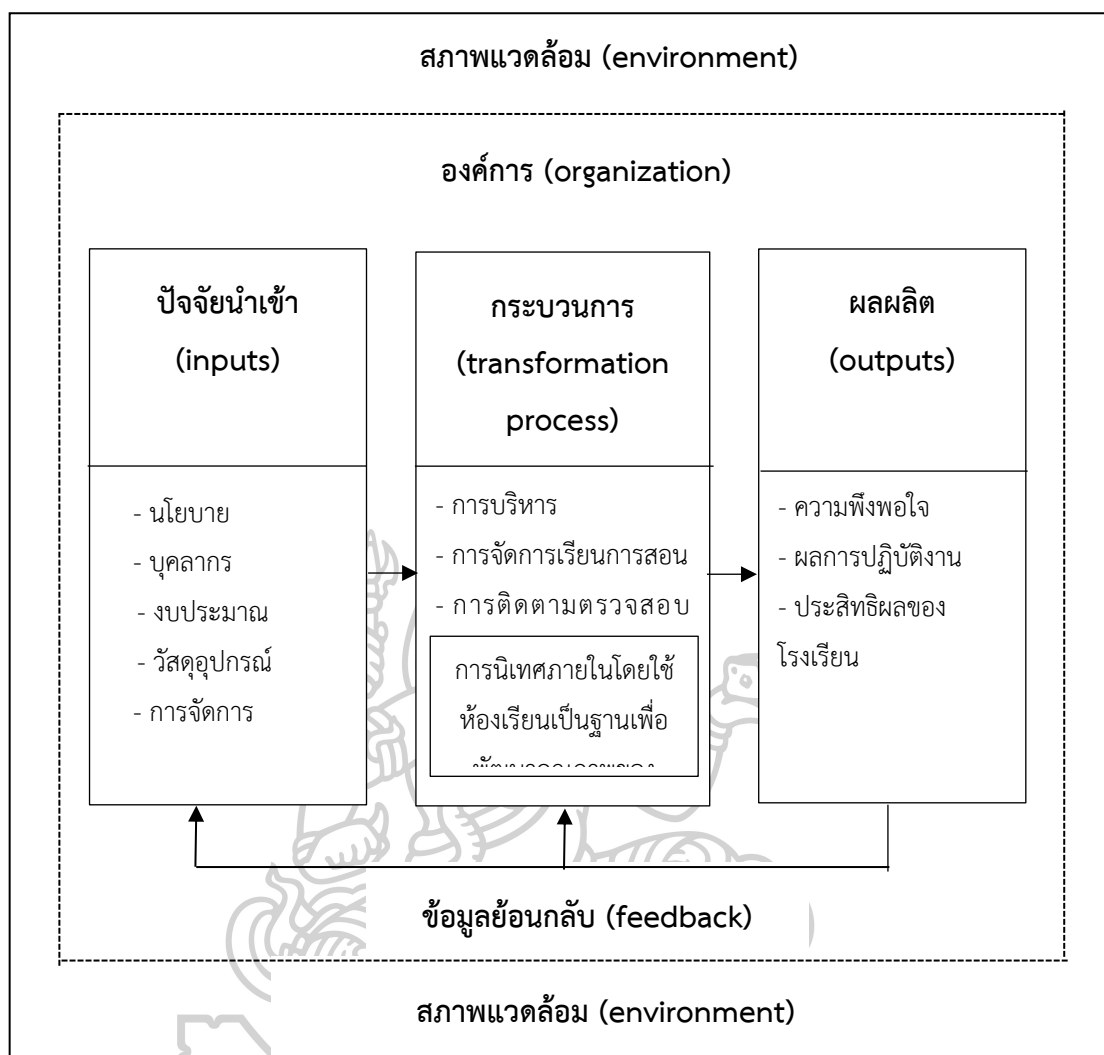 สภาพแวดล้อม (environment)
องค์การ (organization)
ปัจจัยนำเข้า
(inputs)
- นโยบาย
- บุคลากร
- งบประมาณ
- วัสดุอุปกรณ์
- การจัดการ
กระบวนการ
(transformation
process)
- การบริหาร
- การจัดการเรียนการสอน
- การติดตามตรวจสอบ
การนิเทศภายในโดยใช้
ห้องเรียนเป็นฐานเพื่อ
ผลผลิต
(outputs)
- ความพึงพอใจ
- ผลการปฏิบัติงาน
- ประสิทธิผลของ
โรงเรียน
ข้อมูลย้อนกลับ (feedback)
สภาพแวดล้อม (environment)